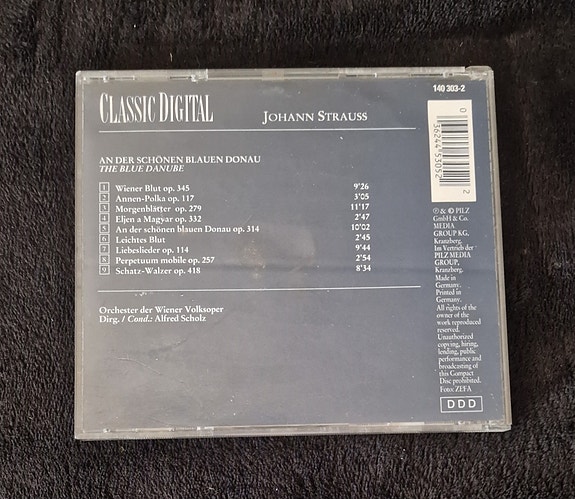 CLASSIC DIGITAL
JOHANN STRAUSS
140 303-2
AN DER SCHÖNEN BLAUEN DONAU
THE BLUE DANUBE
1 Wiener Blut op. 345 9'26
2 Annen-Polka op. 117 3'05
3 Morgenblätter op. 279 11'17
4 Eljen a Magyar op. 332 2'47
5 An der schönen blauen Donau op. 314 10'02
6 Leichtes Blut 2'45
7 Liebeslieder op. 114 9'44
8 Perpetuum mobile op. 257 2'54
9 Schatz-Walzer op. 418 8'34
Orchester der Wiener Volksoper
Dirg. / Cond.: Alfred Scholz
0 36244 55052 2
℗ & © PILZ
GmbH & Co.
MEDIA
GROUP KG,
Kranzberg.
Im Vertrieb der
PILZ MEDIA
GROUP,
Kranzberg.
Made in
Germany.
Printed in
Germany.
All rights of the
owner of the
work reproduced
reserved.
Unauthorized
copying, hiring,
lending, public
performance and
broadcasting of
this Compact
Disc prohibited.
Foto: ZEFA
DDD